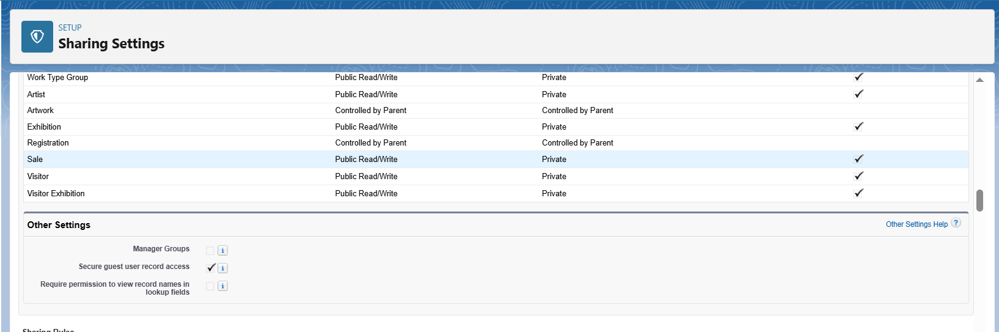 SETUP
Sharing Settings
Work Type Group Public Read/Write Private
Artist Public Read/Write Private
Artwork Controlled by Parent Controlled by Parent
Exhibition Public Read/Write Private
Registration Controlled by Parent Controlled by Parent
Sale Public Read/Write Private
Visitor Public Read/Write Private
Visitor Exhibition Public Read/Write Private
Other Settings Other Settings Help ?
Manager Groups i
Secure guest user record access i
Require permission to view record names in
lookup fields i
Sharing Rules